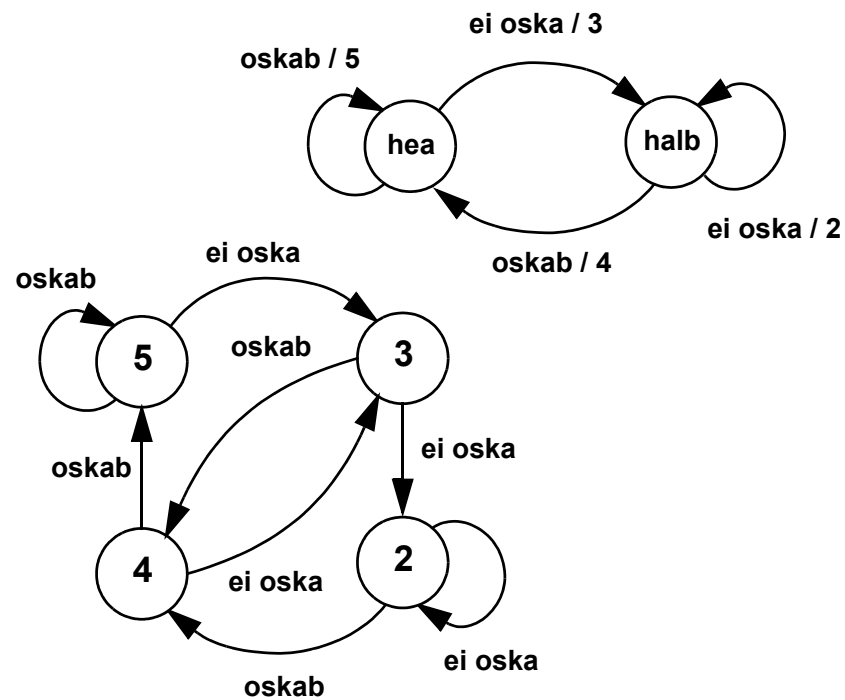 ei oska / 3
oskab / 5
hea
halb
ei oska / 2
oskab / 4
ei oska
oskab
oskab
5
3
ei oska
oskab
4
2
ei oska
ei oska
oskab